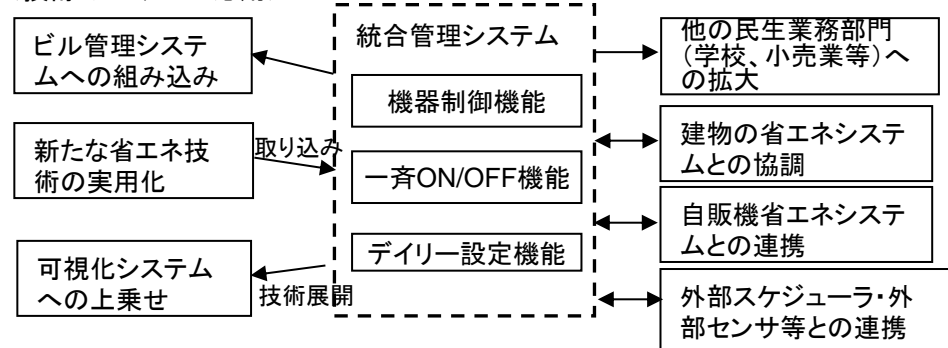 ビル管理システ
ムへの組み込み
新たな省エネ技
術の実用化
取り込み
可視化システム
への上乗せ
技術展開
統合管理システム
機器制御機能
一斉ON/OFF機能
デイリー設定機能
他の民生業務部門
(学校、小売業等)へ
の拡大
建物の省エネシステ
ムとの協調
自販機省エネシステ
ムとの連携
外部スケジューラ・外
部センサ等との連携